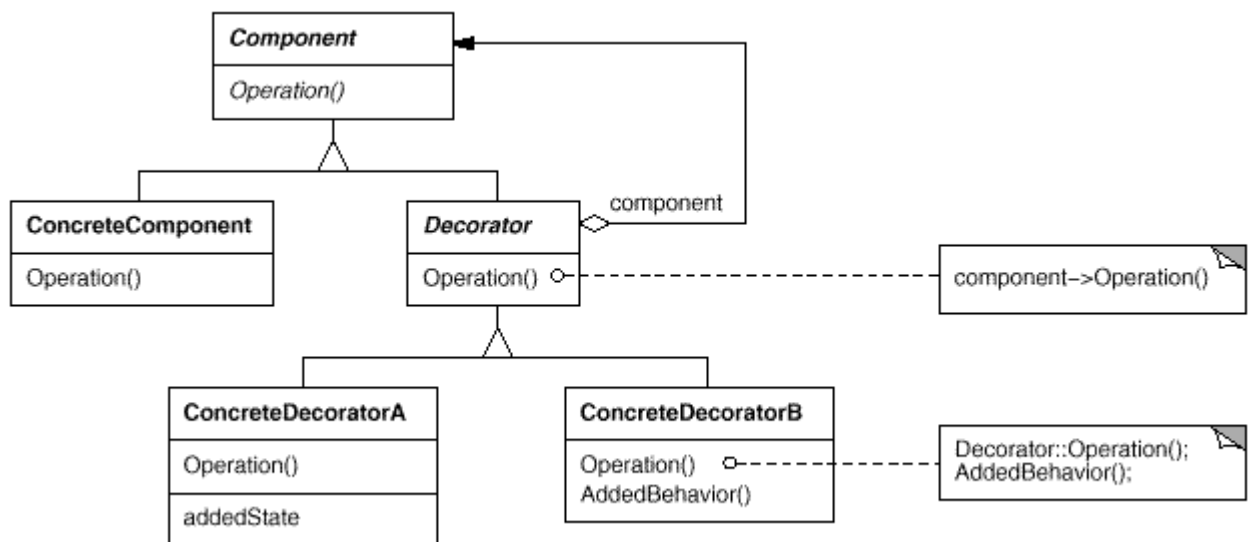 Component
Operation()
ConcreteComponent
Operation()
Decorator
Operation()
component
component–>Operation()
ConcreteDecoratorA
Operation()
addedState
ConcreteDecoratorB
Operation()
AddedBehavior()
Decorator::Operation();
AddedBehavior();